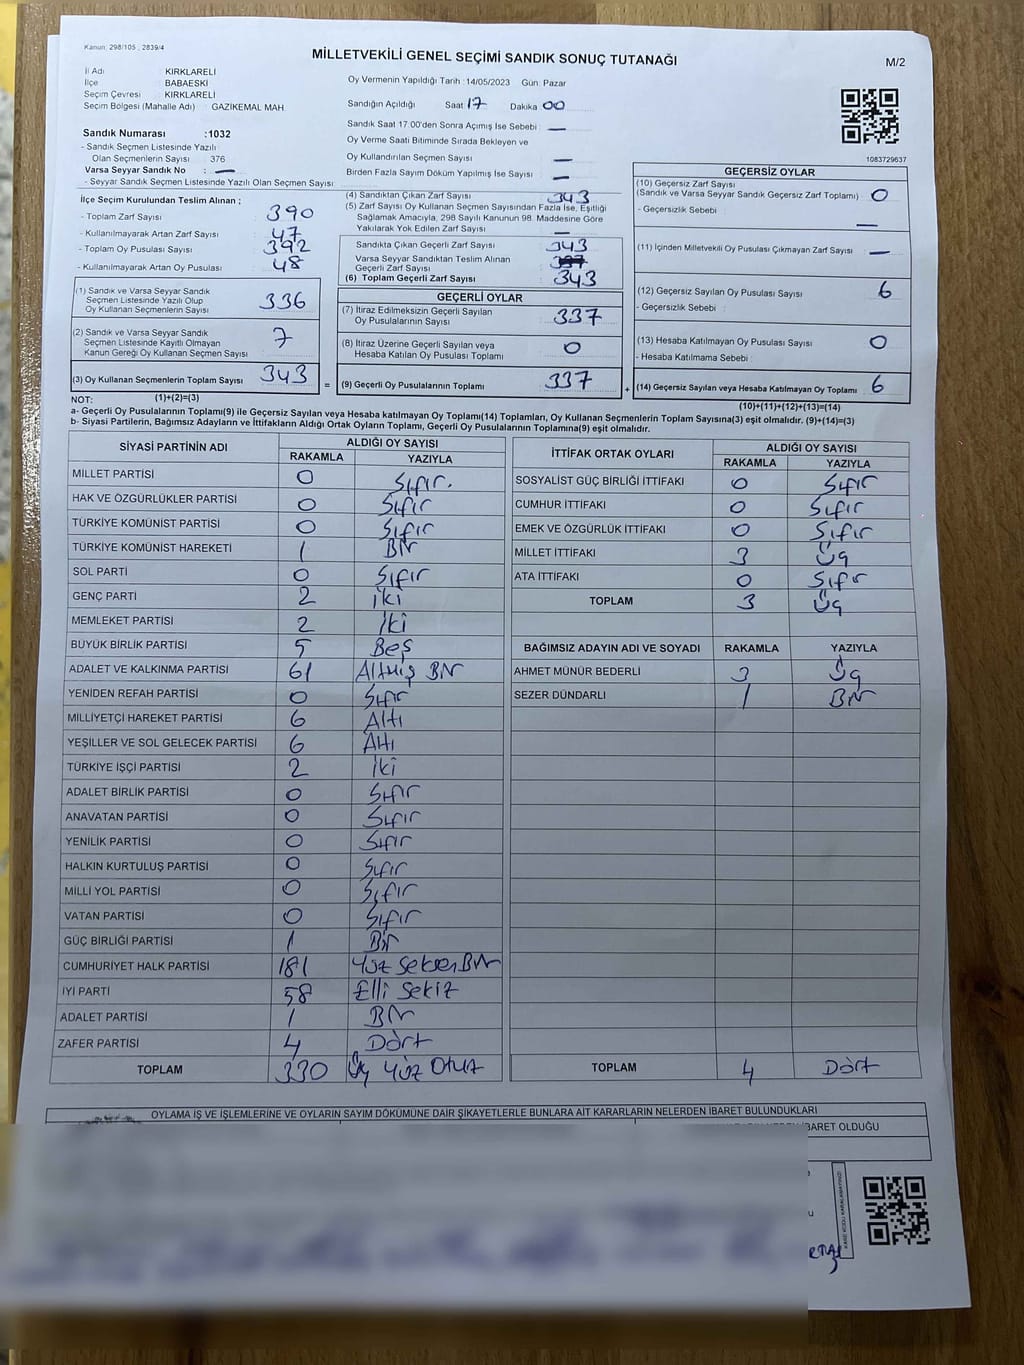 Kanun: 298/105 , 2839/4
MİLLETVEKİLİ GENEL SEÇİMİ SANDIK SONUÇ TUTANAĞI
M/2
İl Adı : KIRKLARELİ
İlçe : BABAESKİ
Seçim Çevresi : KIRKLARELİ
Seçim Bölgesi (Mahalle Adı) : GAZİKEMAL MAH
Sandık Numarası :1032
- Sandık Seçmen Listesinde Yazılı
Olan Seçmenlerin Sayısı : 376
Varsa Seyyar Sandık No : —
- Seyyar Sandık Seçmen Listesinde Yazılı Olan Seçmen Sayısı:
Oy Vermenin Yapıldığı Tarih : 14/05/2023 Gün: Pazar
Sandığın Açıldığı Saat 17 Dakika 00
Sandık Saat 17:00'den Sonra Açımış İse Sebebi : —
Oy Verme Saati Bitiminde Sırada Bekleyen ve
Oy Kullandırılan Seçmen Sayısı —
Birden Fazla Sayım Döküm Yapılmış İse Sayısı : —
1083729637
İlçe Seçim Kurulundan Teslim Alınan ;
- Toplam Zarf Sayısı : 390
- Kullanılmayarak Artan Zarf Sayısı : 47
- Toplam Oy Pusulası Sayısı : 392
- Kullanılmayarak Artan Oy Pusulası : 48
(4) Sandıktan Çıkan Zarf Sayısı : 343
(5) Zarf Sayısı Oy Kullanan Seçmen Sayısından Fazla İse, Eşitliği
Sağlamak Amacıyla, 298 Sayılı Kanunun 98. Maddesine Göre
Yakılarak Yok Edilen Zarf Sayısı : —
Sandıkta Çıkan Geçerli Zarf Sayısı : 343
Varsa Seyyar Sandıktan Teslim Alınan
Geçerli Zarf Sayısı :
(6) Toplam Geçerli Zarf Sayısı : 343
GEÇERSİZ OYLAR
(10) Geçersiz Zarf Sayısı
(Sandık ve Varsa Seyyar Sandık Geçersiz Zarf Toplamı) : 0
- Geçersizlik Sebebi : —
(11) İçinden Milletvekili Oy Pusulası Çıkmayan Zarf Sayısı : —
(12) Geçersiz Sayılan Oy Pusulası Sayısı : 6
- Geçersizlik Sebebi :
(13) Hesaba Katılmayan Oy Pusulası Sayısı : 0
- Hesaba Katılmama Sebebi :
(14) Geçersiz Sayılan veya Hesaba Katılmayan Oy Toplamı : 6
(10)+(11)+(12)+(13)=(14)
(1) Sandık ve Varsa Seyyar Sandık
Seçmen Listesinde Yazılı Olup
Oy Kullanan Seçmenlerin Sayısı : 336
(2) Sandık ve Varsa Seyyar Sandık
Seçmen Listesinde Kayıtlı Olmayan
Kanun Gereği Oy Kullanan Seçmen Sayısı : 7
(3) Oy Kullanan Seçmenlerin Toplam Sayısı : 343 =
(1)+(2)=(3)
GEÇERLİ OYLAR
(7) İtiraz Edilmeksizin Geçerli Sayılan
Oy Pusulalarının Sayısı : 337
(8) İtiraz Üzerine Geçerli Sayılan veya
Hesaba Katılan Oy Pusulası Toplamı : 0
(9) Geçerli Oy Pusulalarının Toplamı : 337 +
NOT:
a- Geçerli Oy Pusulalarının Toplamı(9) ile Geçersiz Sayılan veya Hesaba katılmayan Oy Toplamı(14) Toplamları, Oy Kullanan Seçmenlerin Toplam Sayısına(3) eşit olmalıdır. (9)+(14)=(3)
b- Siyasi Partilerin, Bağımsız Adayların ve İttifakların Aldığı Ortak Oyların Toplamı, Geçerli Oy Pusulalarının Toplamına(9) eşit olmalıdır.
SİYASİ PARTİNİN ADI ALDIĞI OY SAYISI
RAKAMLA YAZIYLA
MİLLET PARTİSİ 0 Sıfır.
HAK VE ÖZGÜRLÜKLER PARTİSİ 0 Sıfır
TÜRKİYE KOMÜNİST PARTİSİ 0 Sıfır
TÜRKİYE KOMÜNİST HAREKETİ 1 Bir
SOL PARTİ 0 Sıfır
GENÇ PARTİ 2 İki
MEMLEKET PARTİSİ 2 İki
BÜYÜK BİRLİK PARTİSİ 5 Beş
ADALET VE KALKINMA PARTİSİ 61 Altmış Bir
YENİDEN REFAH PARTİSİ 0 Sıfır
MİLLİYETÇİ HAREKET PARTİSİ 6 Altı
YEŞİLLER VE SOL GELECEK PARTİSİ 6 Altı
TÜRKİYE İŞÇİ PARTİSİ 2 İki
ADALET BİRLİK PARTİSİ 0 Sıfır
ANAVATAN PARTİSİ 0 Sıfır
YENİLİK PARTİSİ 0 Sıfır
HALKIN KURTULUŞ PARTİSİ 0 Sıfır
MİLLİ YOL PARTİSİ 0 Sıfır
VATAN PARTİSİ 0 Sıfır
GÜÇ BİRLİĞİ PARTİSİ 1 Bir
CUMHURİYET HALK PARTİSİ 181 Yüz Seksen Bir
İYİ PARTİ 58 Elli Sekiz
ADALET PARTİSİ 1 Bir
ZAFER PARTİSİ 4 Dört
TOPLAM 330 Üç Yüz Otuz
İTTİFAK ORTAK OYLARI ALDIĞI OY SAYISI
RAKAMLA YAZIYLA
SOSYALİST GÜÇ BİRLİĞİ İTTİFAKI 0 Sıfır
CUMHUR İTTİFAKI 0 Sıfır
EMEK VE ÖZGÜRLÜK İTTİFAKI 0 Sıfır
MİLLET İTTİFAKI 3 Üç
ATA İTTİFAKI 0 Sıfır
TOPLAM 3 Üç
BAĞIMSIZ ADAYIN ADI VE SOYADI RAKAMLA YAZIYLA
AHMET MÜNÜR BEDERLİ 3 Üç
SEZER DÜNDARLI 1 Bir
TOPLAM 4 Dört
OYLAMA İŞ VE İŞLEMLERİNE VE OYLARIN SAYIM DÖKÜMÜNE DAİR ŞİKAYETLERLE BUNLARA AİT KARARLARIN NELERDEN İBARET BULUNDUKLARI
İBARET OLDUĞU